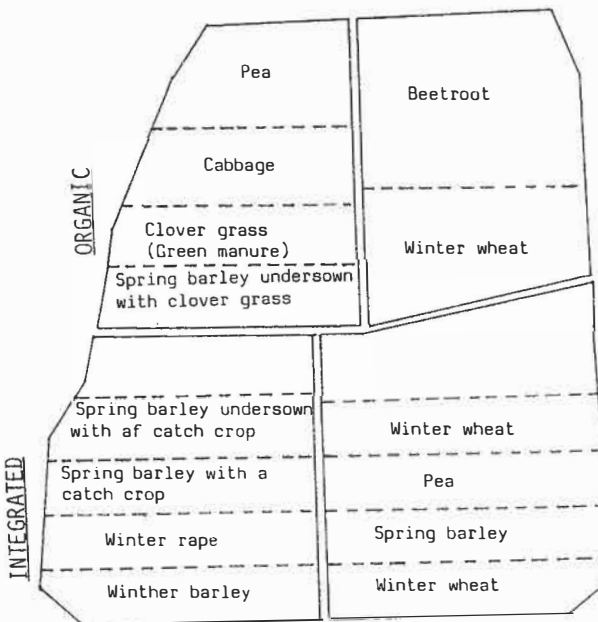 ORGANIC
Pea
Cabbage
Clover grass
(Green manure)
Spring barley undersown
with clover grass
Beetroot
Winter wheat
INTEGRATED
Spring barley undersown
with af catch crop
Spring barley with a
catch crop
Winter rape
Winther barley
Winter wheat
Pea
Spring barley
Winter wheat